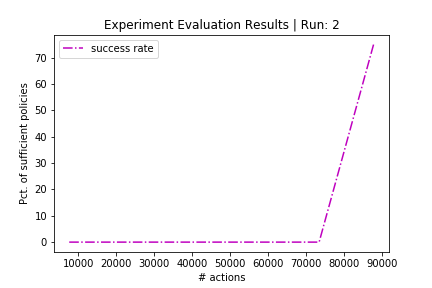 Experiment Evaluation Results | Run: 2
success rate
Pct. of sufficient policies
70
60
50
40
30
20
10
0
10000 20000 30000 40000 50000 60000 70000 80000 90000
# actions